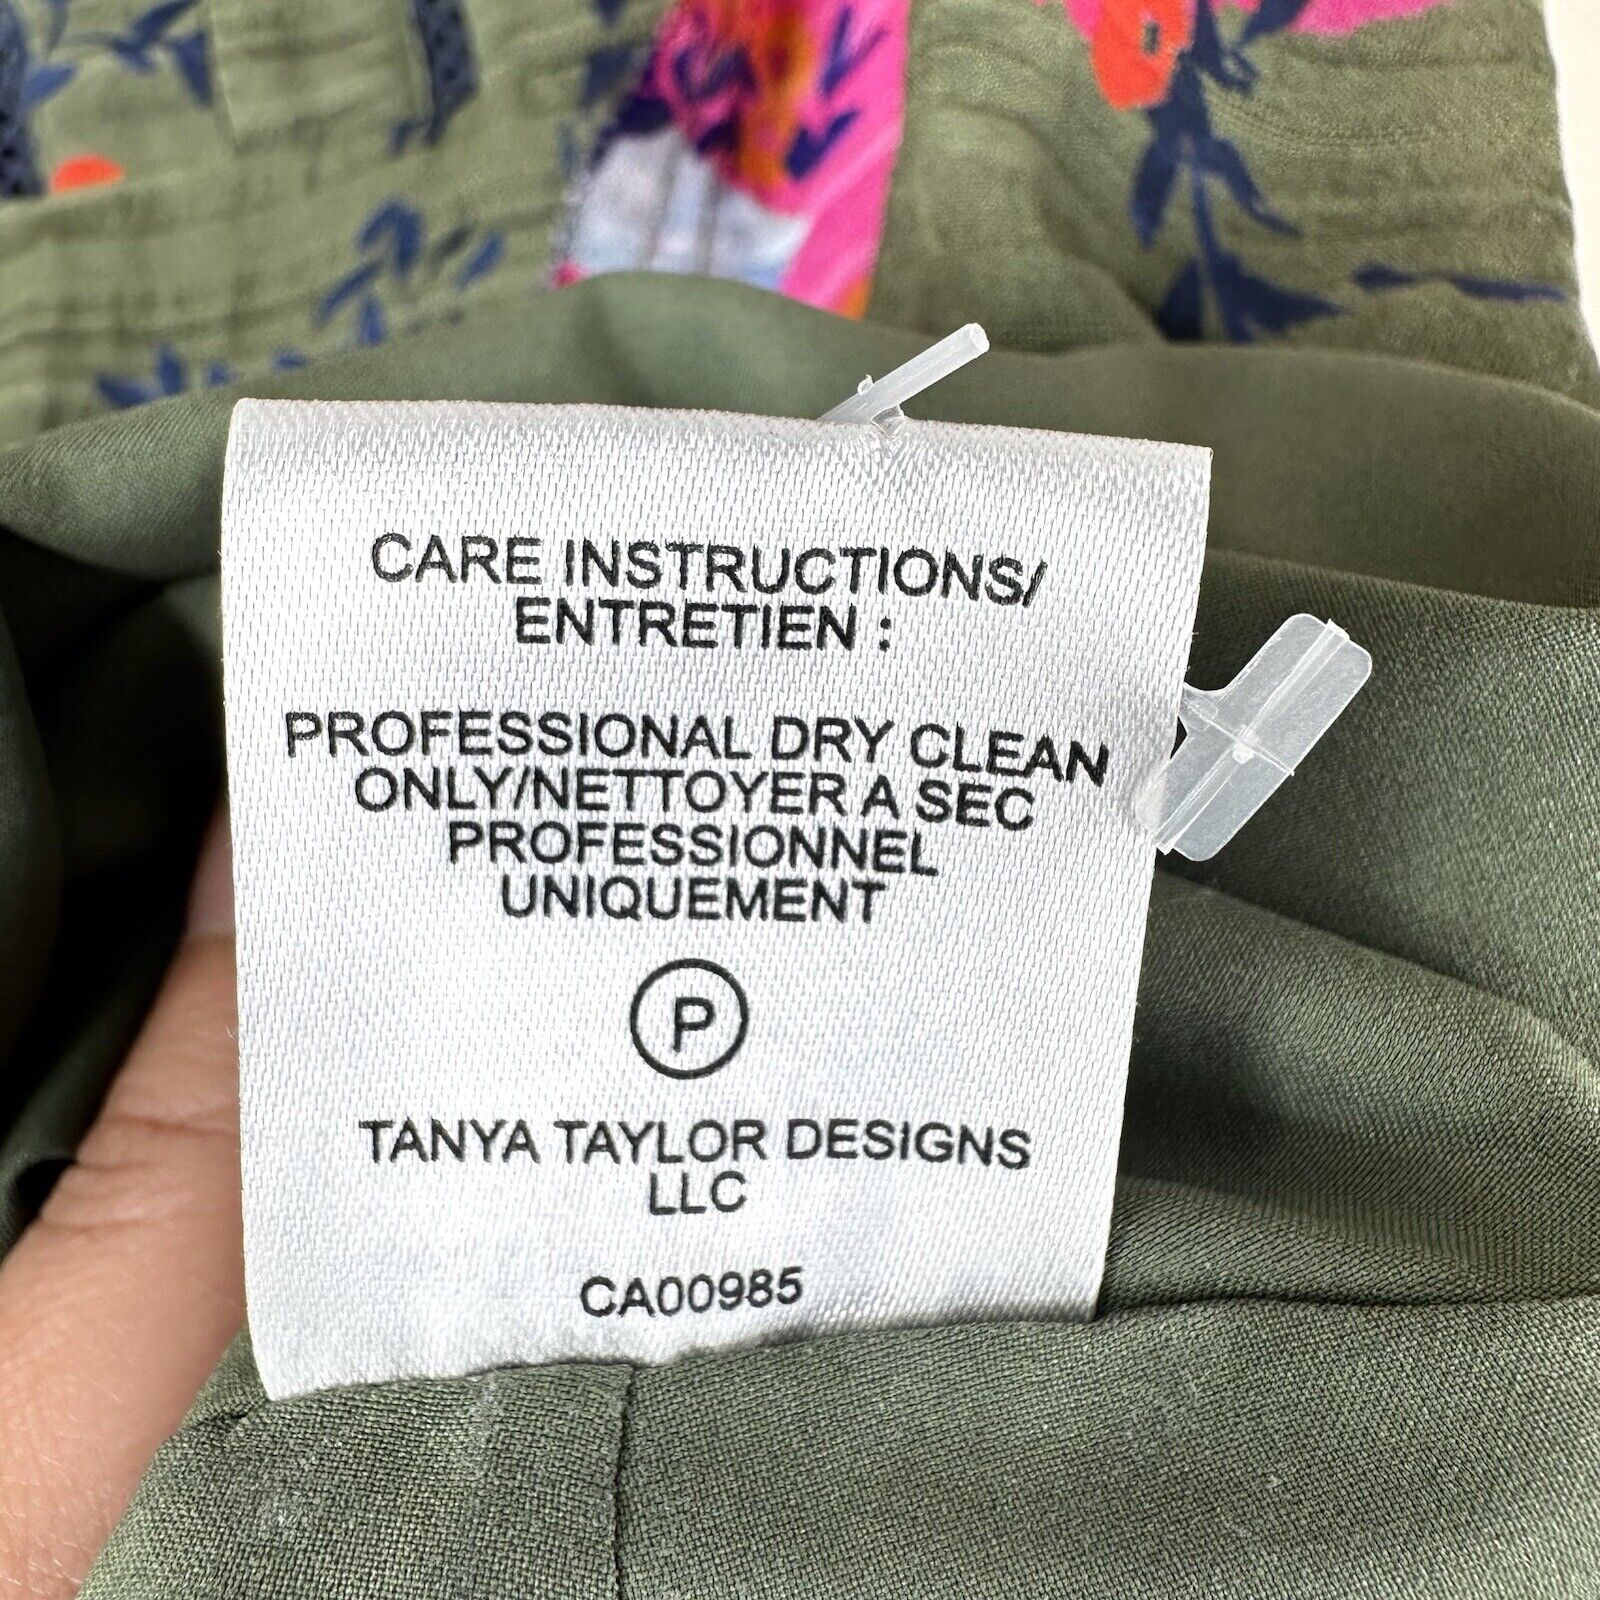 CARE INSTRUCTIONS/
ENTRETIEN :
PROFESSIONAL DRY CLEAN
ONLY/NETTOYER A SEC
PROFESSIONNEL
UNIQUEMENT
P
TANYA TAYLOR DESIGNS
LLC
CA00985